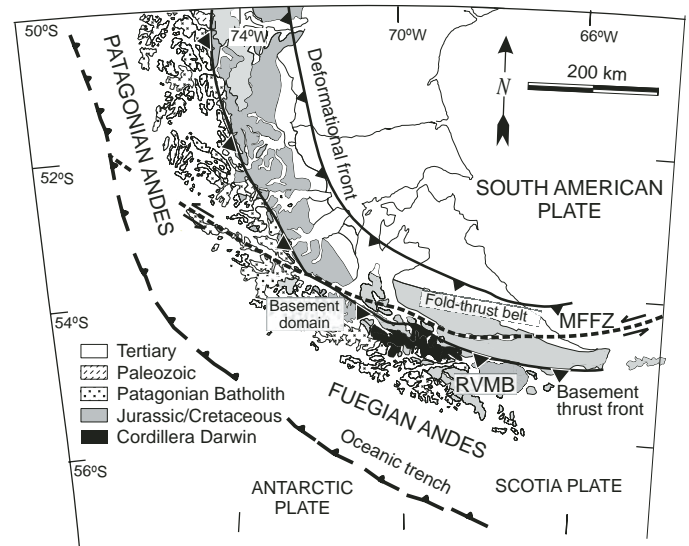 50ºS
74ºW
70ºW
66ºW
200 km
N
PATAGONIAN ANDES
Deformational front
52ºS
SOUTH AMERICAN
PLATE
Basement
domain
Fold-thrust belt
MFFZ
54ºS
Tertiary
Paleozoic
Patagonian Batholith
Jurassic/Cretaceous
Cordillera Darwin
RVMB
Basement
thrust front
FUEGIAN ANDES
Oceanic trench
56ºS
ANTARCTIC
PLATE
SCOTIA PLATE